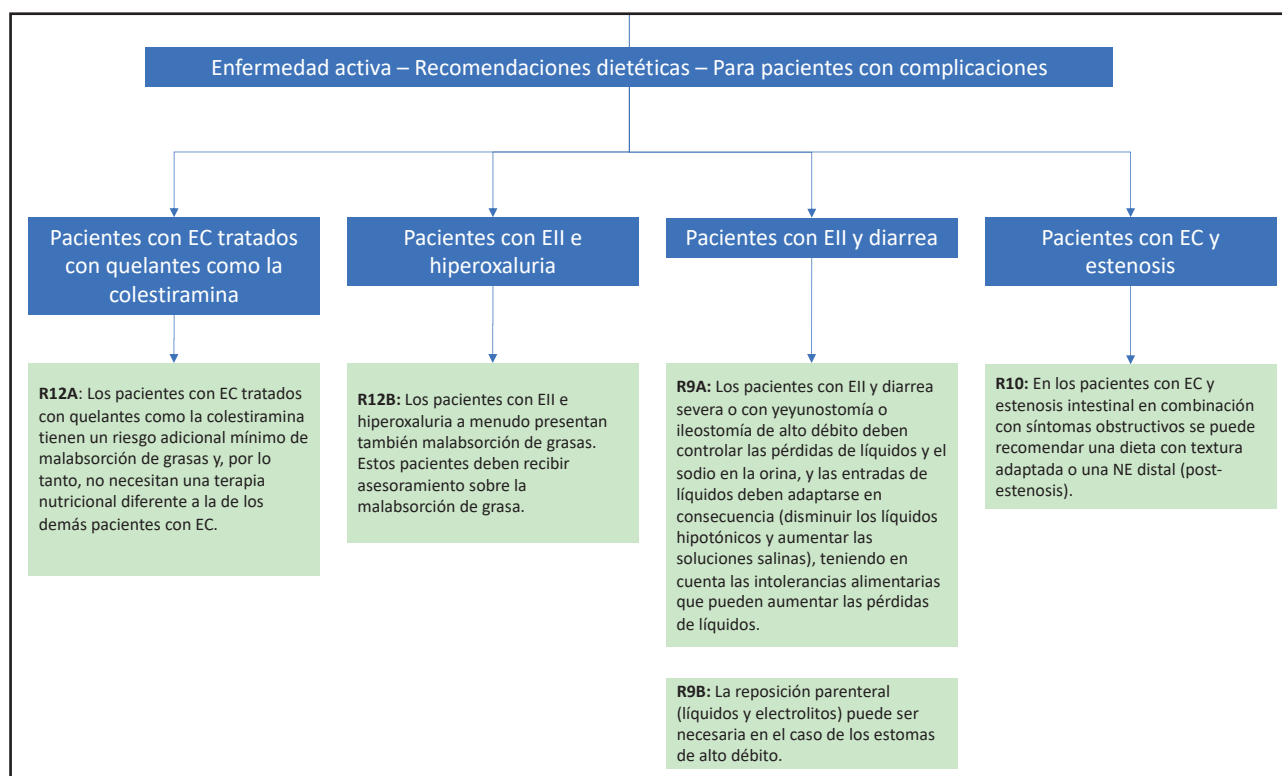 Enfermedad activa – Recomendaciones dietéticas – Para pacientes con complicaciones
Pacientes con EC tratados
con quelantes como la
colestiramina
R12A: Los pacientes con EC tratados
con quelantes como la colestiramina
tienen un riesgo adicional mínimo de
malabsorción de grasas y, por lo
tanto, no necesitan una terapia
nutricional diferente a la de los
demás pacientes con EC.
Pacientes con EII e
hiperoxaluria
R12B: Los pacientes con EII e
hiperoxaluria a menudo presentan
también malabsorción de grasas.
Estos pacientes deben recibir
asesoramiento sobre la
malabsorción de grasa.
Pacientes con EII y diarrea
R9A: Los pacientes con EII y diarrea
severa o con yeyunostomía o
ileostomía de alto débito deben
controlar las pérdidas de líquidos y el
sodio en la orina, y las entradas de
líquidos deben adaptarse en
consecuencia (disminuir los líquidos
hipotónicos y aumentar las
soluciones salinas), teniendo en
cuenta las intolerancias alimentarias
que pueden aumentar las pérdidas
de líquidos.
R9B: La reposición parenteral
(líquidos y electrolitos) puede ser
necesaria en el caso de los estomas
de alto débito.
Pacientes con EC y
estenosis
R10: En los pacientes con EC y
estenosis intestinal en combinación
con síntomas obstructivos se puede
recomendar una dieta con textura
adaptada o una NE distal (post-
estenosis).